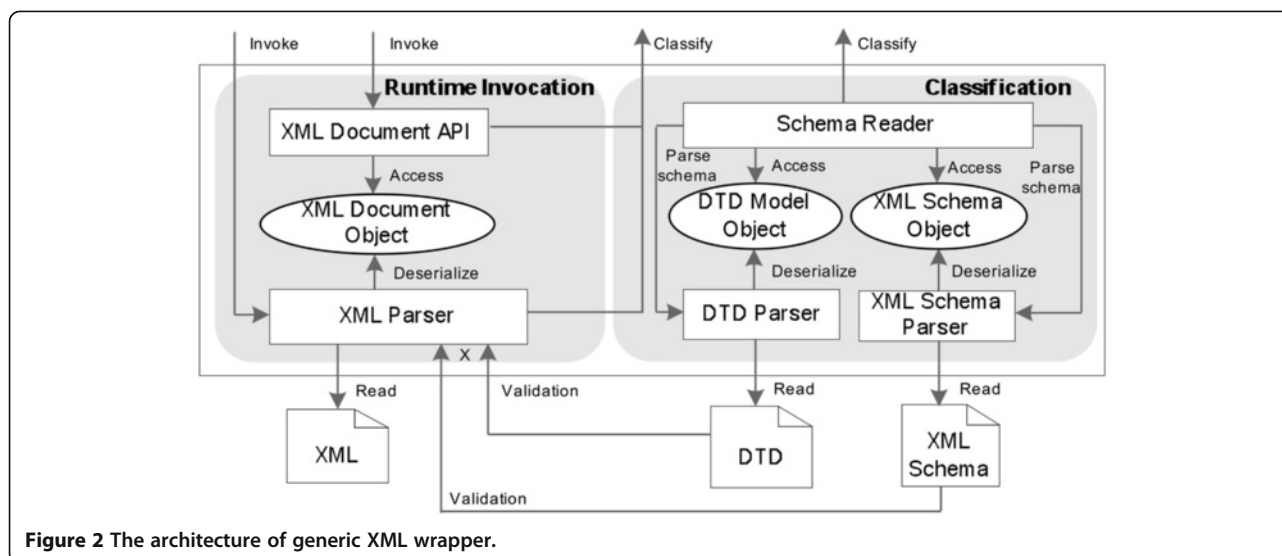 Invoke
Invoke
Classify
Classify
Runtime Invocation
Classification
XML Document API
Schema Reader
Access
Parse
schema
Access
Access
Parse
schema
XML Document
Object
DTD Model
Object
XML Schema
Object
Deserialize
Deserialize
Deserialize
XML Parser
DTD Parser
XML Schema
Parser
X
Read
Validation
Read
Read
XML
DTD
XML
Schema
Validation
Figure 2 The architecture of generic XML wrapper.